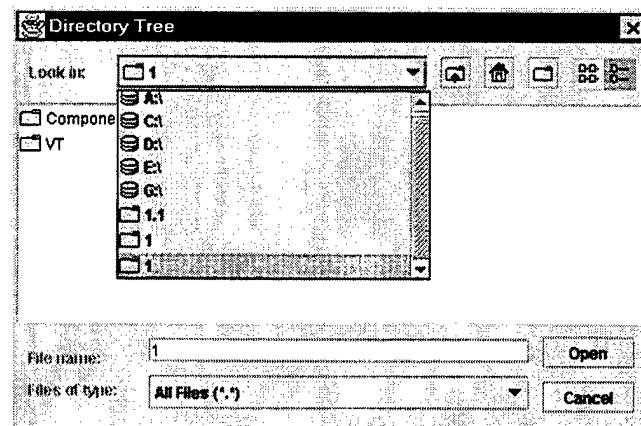 Directory Tree
Look in: 1
A:\
Compone C:\
VT D:\
E:\
G:\
1.1
1
1
File name: 1 Open
Files of type: All Files (*.*) Cancel